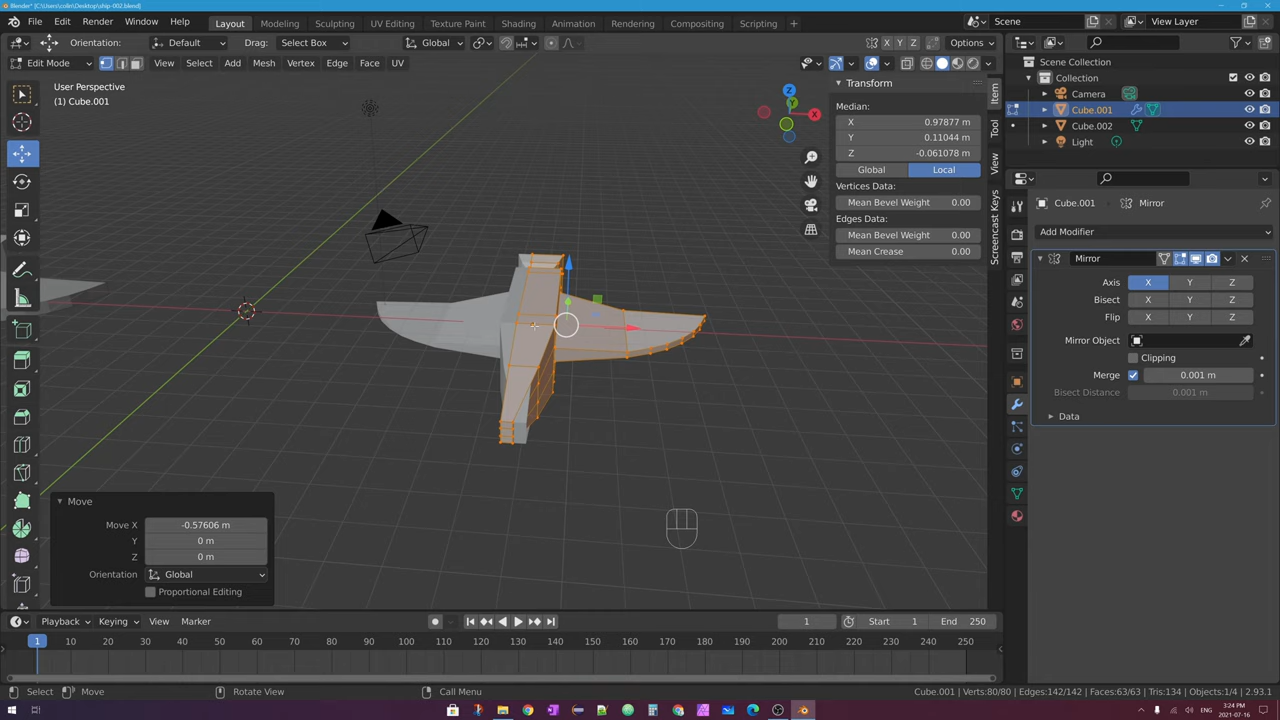 Blender* [C:\Users\colin\Desktop\ship-002.blend]
File Edit Render Window Help Layout Modeling Sculpting UV Editing Texture Paint Shading Animation Rendering Compositing Scripting + Scene View Layer
Orientation: Default Drag: Select Box Global X Y Z Options
Edit Mode View Select Add Mesh Vertex Edge Face UV
User Perspective
(1) Cube.001
Z
Y
X
Transform
Median:
X 0.97877 m
Y 0.11044 m
Z -0.061078 m
Global Local
Vertices Data:
Mean Bevel Weight 0.00
Edges Data:
Mean Bevel Weight 0.00
Mean Crease 0.00
Item
Tool
View
Screencast Keys
Scene Collection
Collection
Camera
Cube.001
Cube.002
Light
Cube.001 Mirror
Add Modifier
Mirror
Axis X Y Z
Bisect X Y Z
Flip X Y Z
Mirror Object
Clipping
Merge 0.001 m
Bisect Distance 0.001 m
Data
Move
Move X -0.57606 m
Y 0 m
Z 0 m
Orientation Global
Proportional Editing
Playback Keying View Marker 1 Start 1 End 250
1 10 20 30 40 50 60 70 80 90 100 110 120 130 140 150 160 170 180 190 200 210 220 230 240 250
Select Move Rotate View Call Menu Cube.001 | Verts:80/80 | Edges:142/142 | Faces:63/63 | Tris:134 | Objects:1/4 | 2.93.1
3:24 PM
2021-07-16